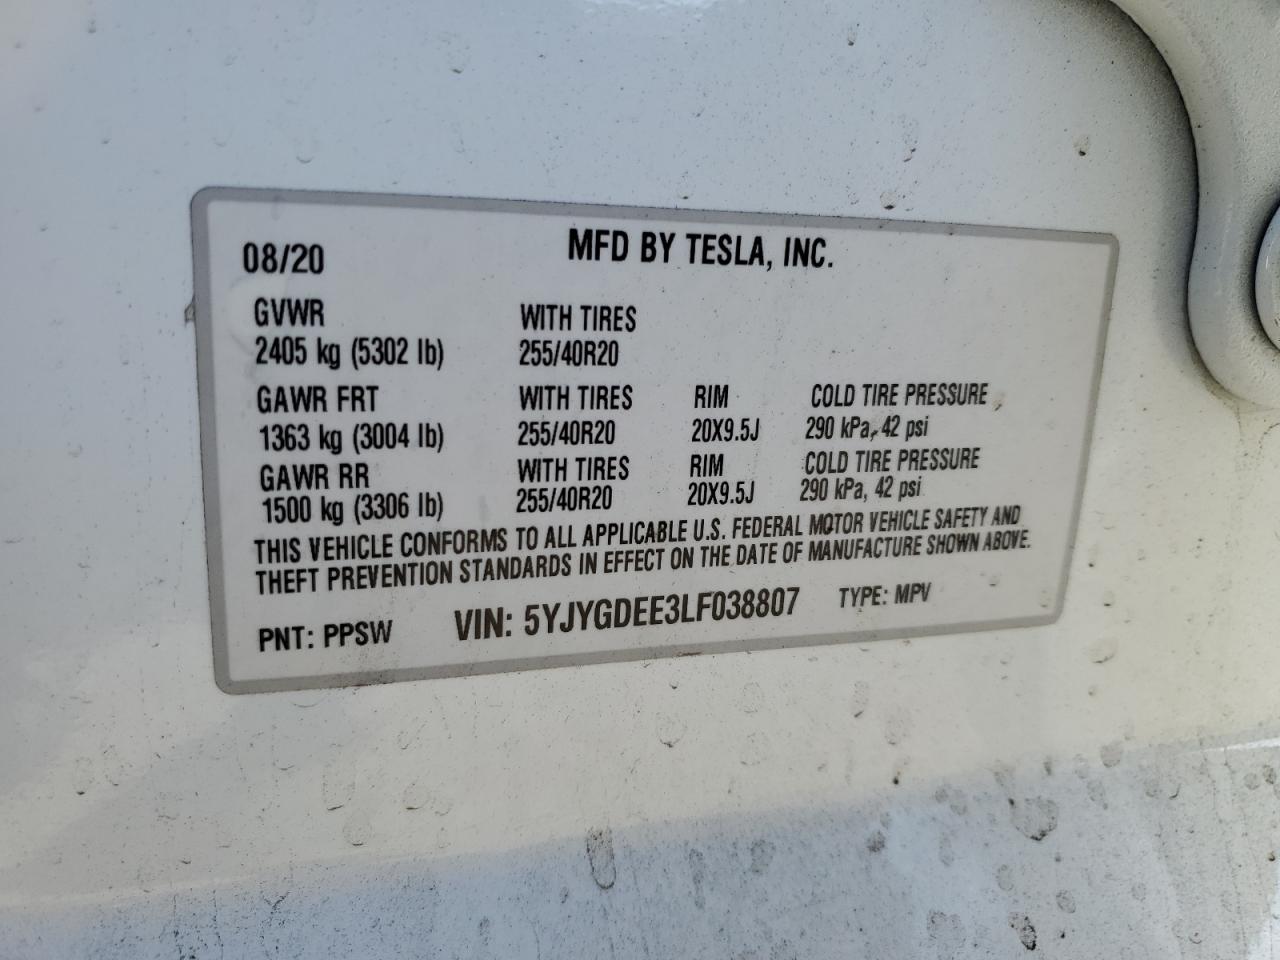 08/20 MFD BY TESLA, INC.
GVWR WITH TIRES
2405 kg (5302 lb) 255/40R20
GAWR FRT WITH TIRES RIM COLD TIRE PRESSURE
1363 kg (3004 lb) 255/40R20 20X9.5J 290 kPa, 42 psi
GAWR RR WITH TIRES RIM COLD TIRE PRESSURE
1500 kg (3306 lb) 255/40R20 20X9.5J 290 kPa, 42 psi
THIS VEHICLE CONFORMS TO ALL APPLICABLE U.S. FEDERAL MOTOR VEHICLE SAFETY AND
THEFT PREVENTION STANDARDS IN EFFECT ON THE DATE OF MANUFACTURE SHOWN ABOVE.
PNT: PPSW VIN: 5YJYGDEE3LF038807 TYPE: MPV